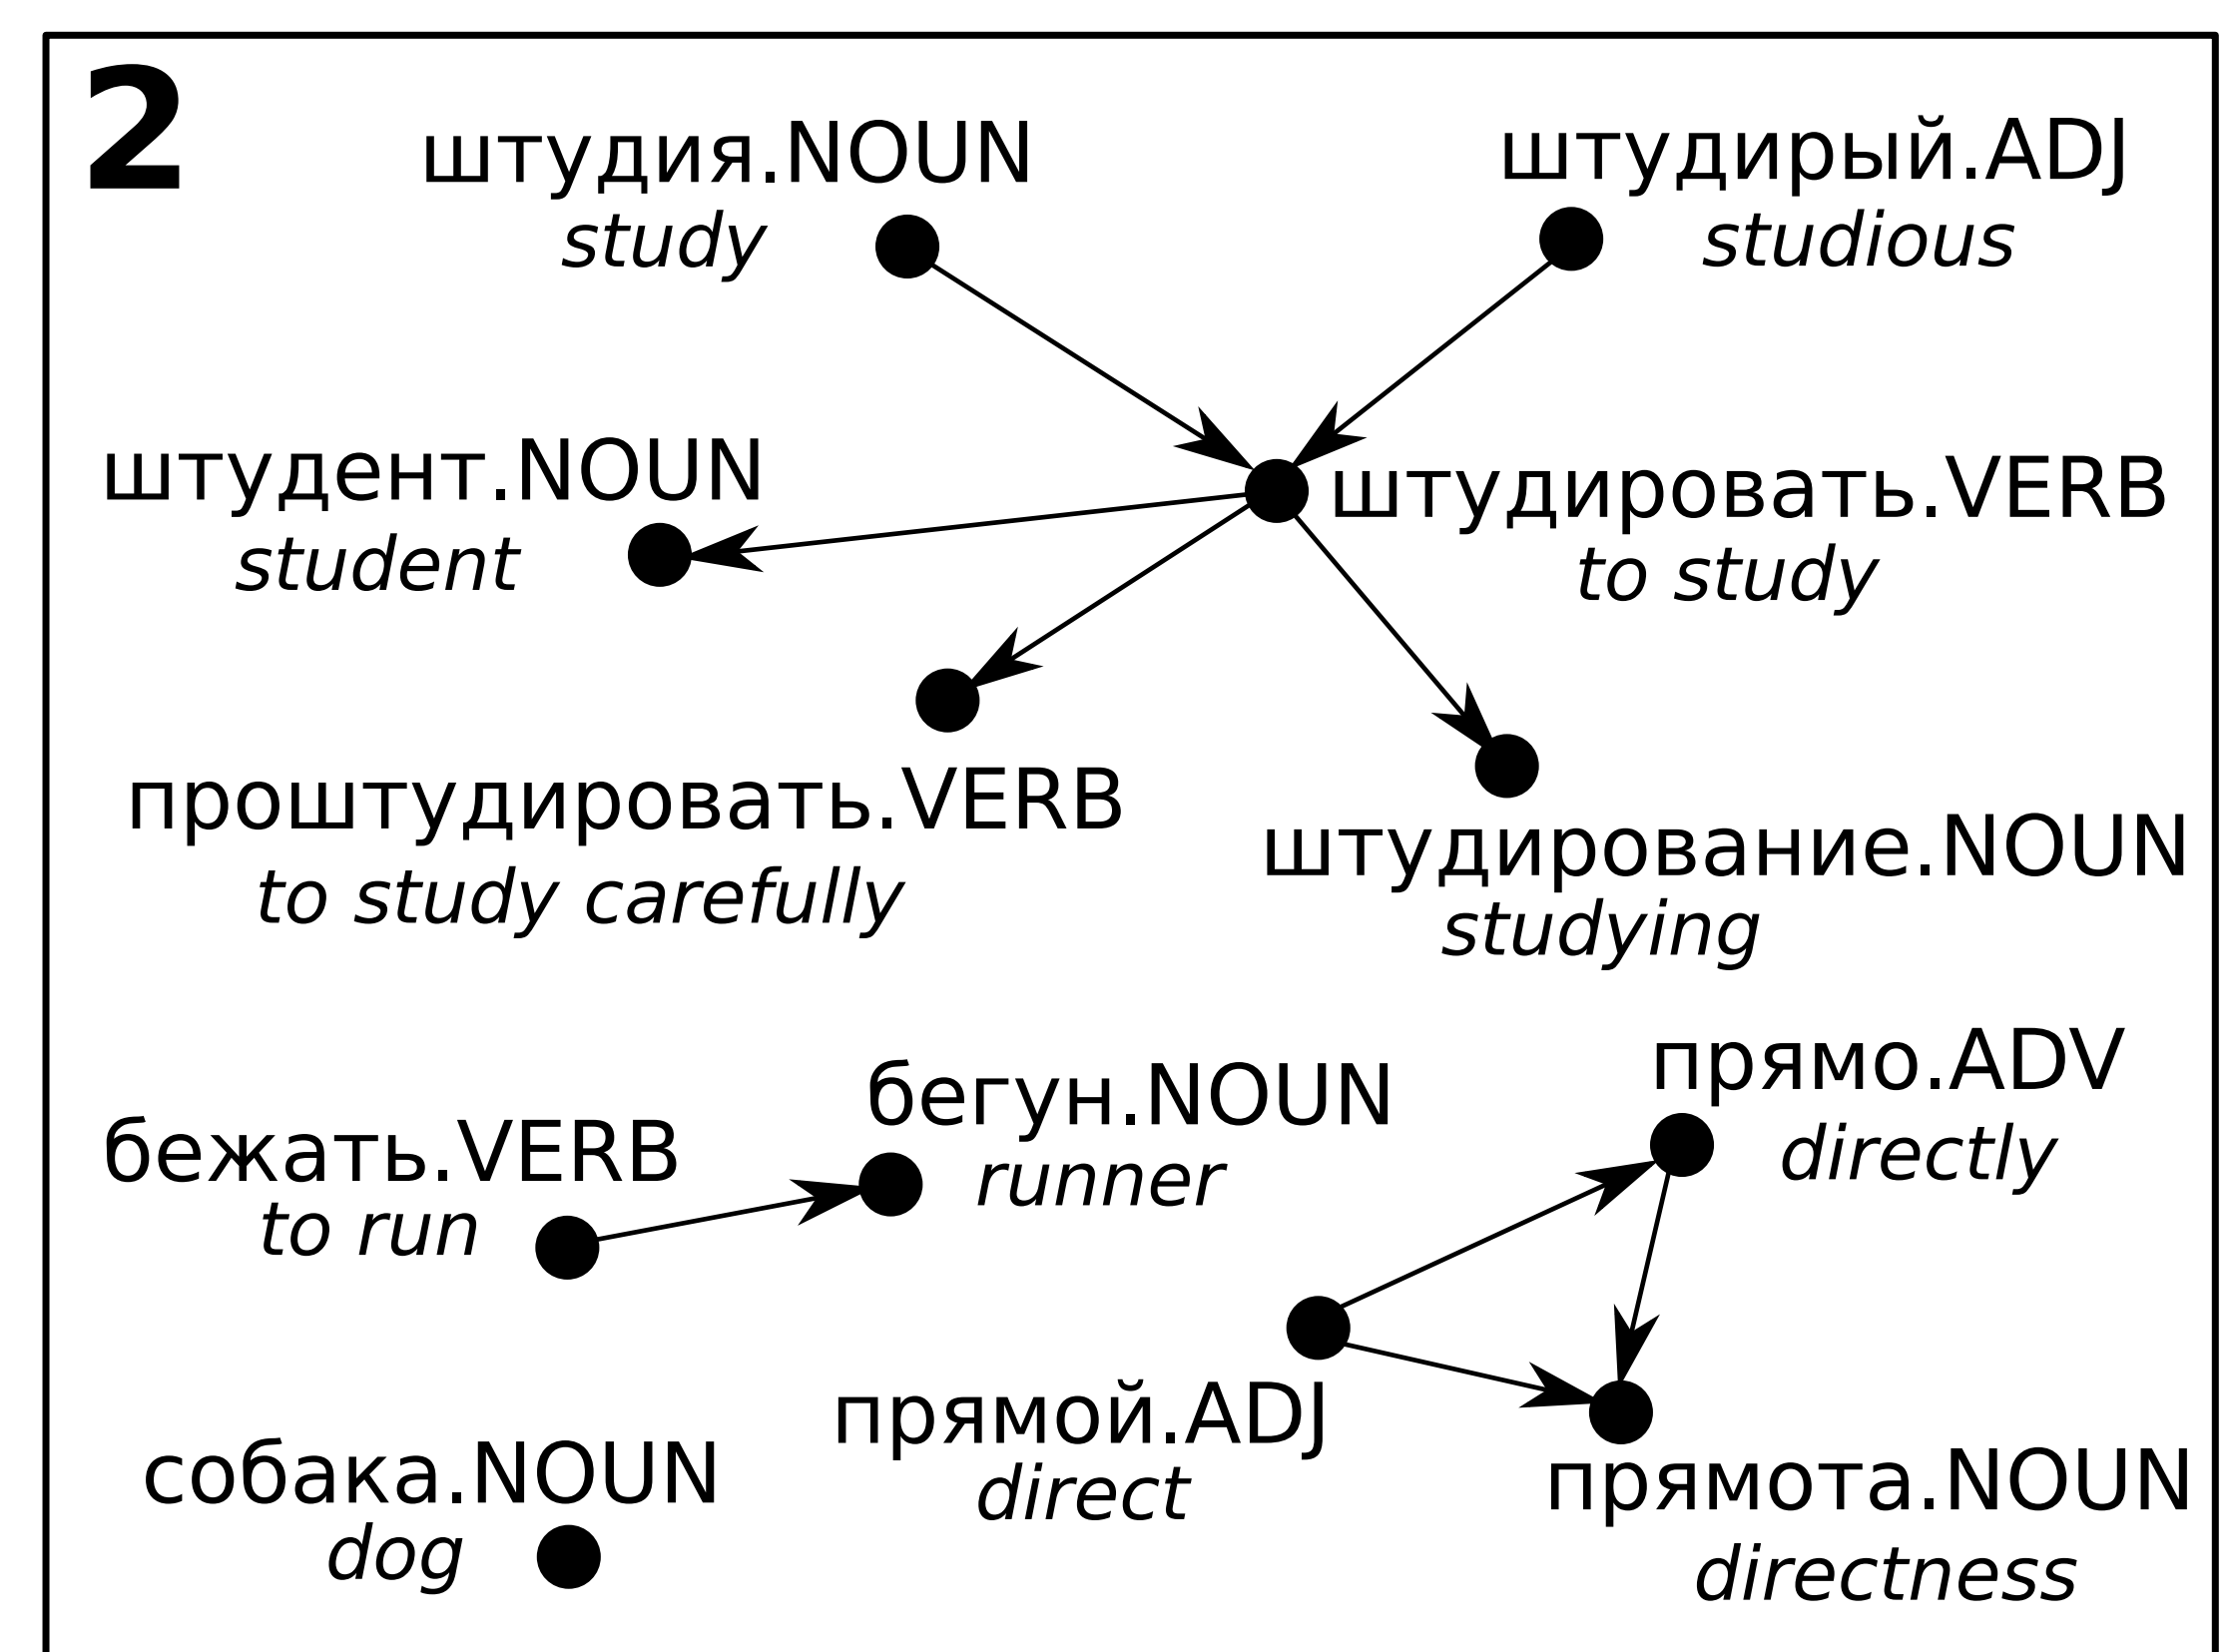 2
штудия.NOUN
study
штудирый.ADJ
studious
штудент.NOUN
student
штудировать.VERB
to study
проштудировать.VERB
to study carefully
штудирование.NOUN
studying
бежать.VERB
to run
бегун.NOUN
runner
прямо.ADV
directly
прямой.ADJ
direct
собака.NOUN
dog
прямота.NOUN
directness